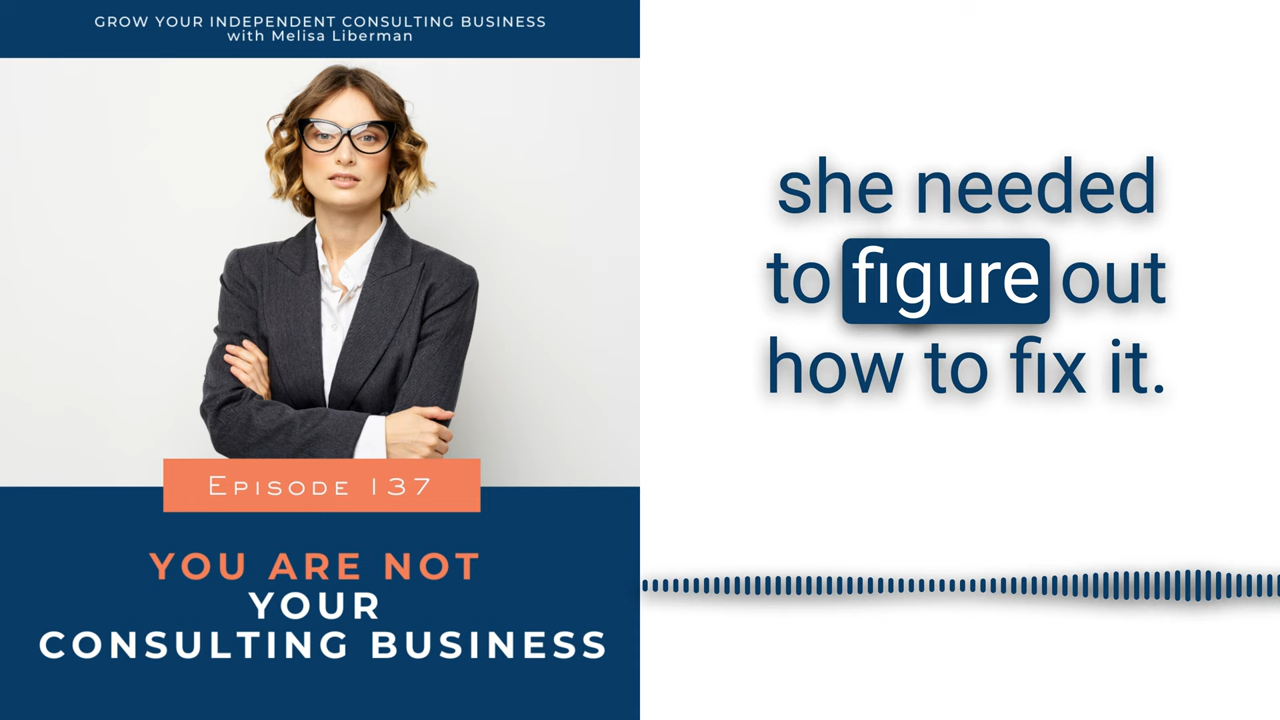 GROW YOUR INDEPENDENT CONSULTING BUSINESS
with Melisa Liberman
EPISODE 137
YOU ARE NOT
YOUR
CONSULTING BUSINESS
she needed
to figure out
how to fix it.